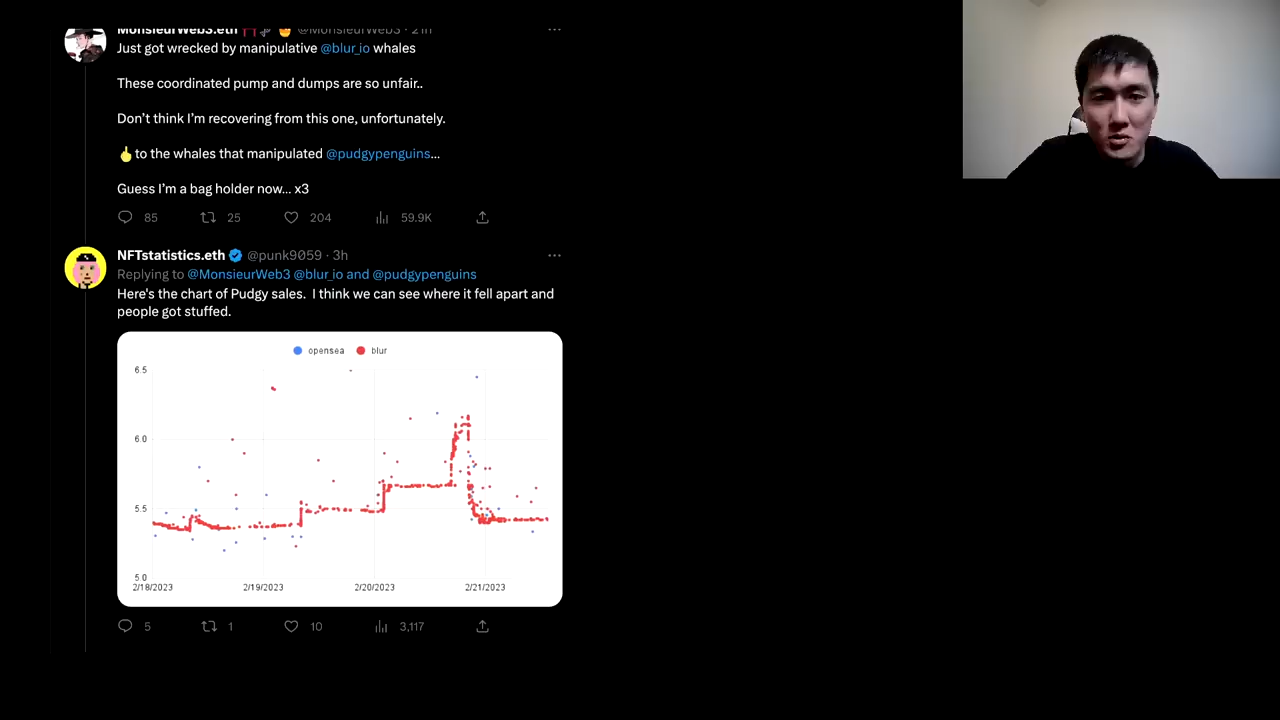 MonsieurWeb3.eth @MonsieurWeb3 · 21h
Just got wrecked by manipulative @blur_io whales
These coordinated pump and dumps are so unfair..
Don't think I'm recovering from this one, unfortunately.
to the whales that manipulated @pudgypenguins...
Guess I'm a bag holder now... x3
85 25 204 59.9K
NFTstatistics.eth @punk9059 · 3h
Replying to @MonsieurWeb3 @blur_io and @pudgypenguins
Here's the chart of Pudgy sales. I think we can see where it fell apart and
people got stuffed.
opensea blur
6.5
6.0
5.5
5.0
2/18/2023 2/19/2023 2/20/2023 2/21/2023
5 1 10 3,117